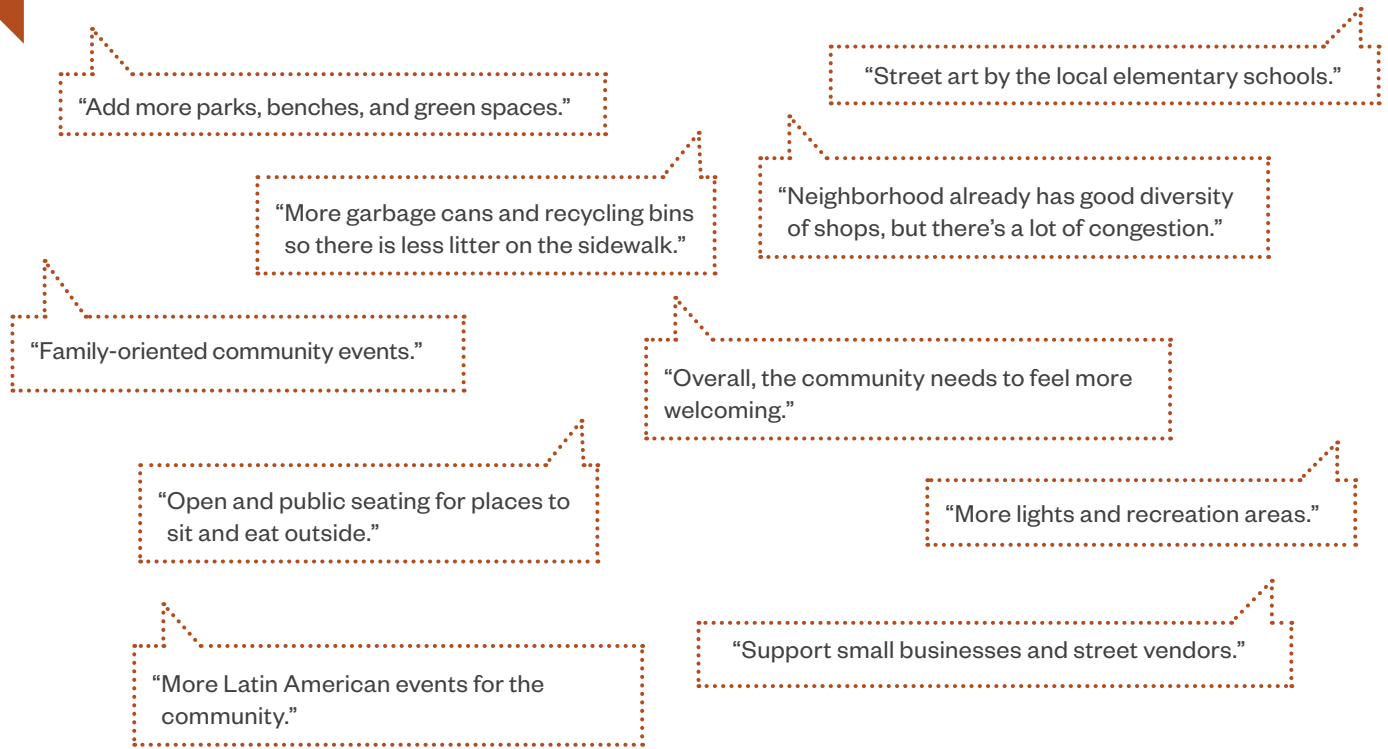 “Add more parks, benches, and green spaces.”
“Street art by the local elementary schools.”
“More garbage cans and recycling bins
so there is less litter on the sidewalk.”
“Neighborhood already has good diversity
of shops, but there’s a lot of congestion.”
“Family-oriented community events.”
“Overall, the community needs to feel more
welcoming.”
“Open and public seating for places to
sit and eat outside.”
“More lights and recreation areas.”
“More Latin American events for the
community.”
“Support small businesses and street vendors.”